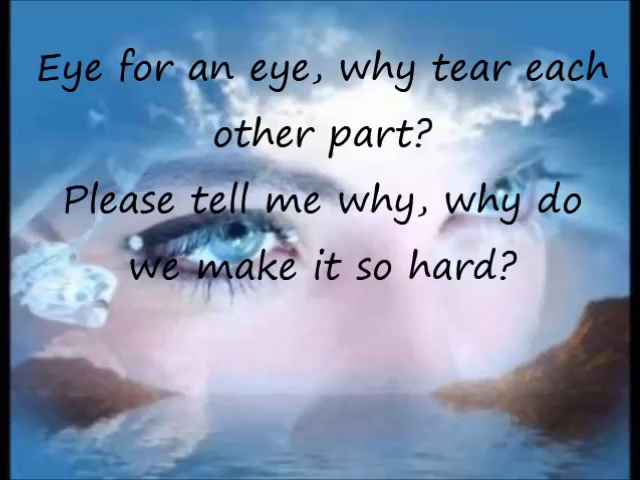 Eye for an eye, why tear each
other part?
Please tell me why, why do
we make it so hard?